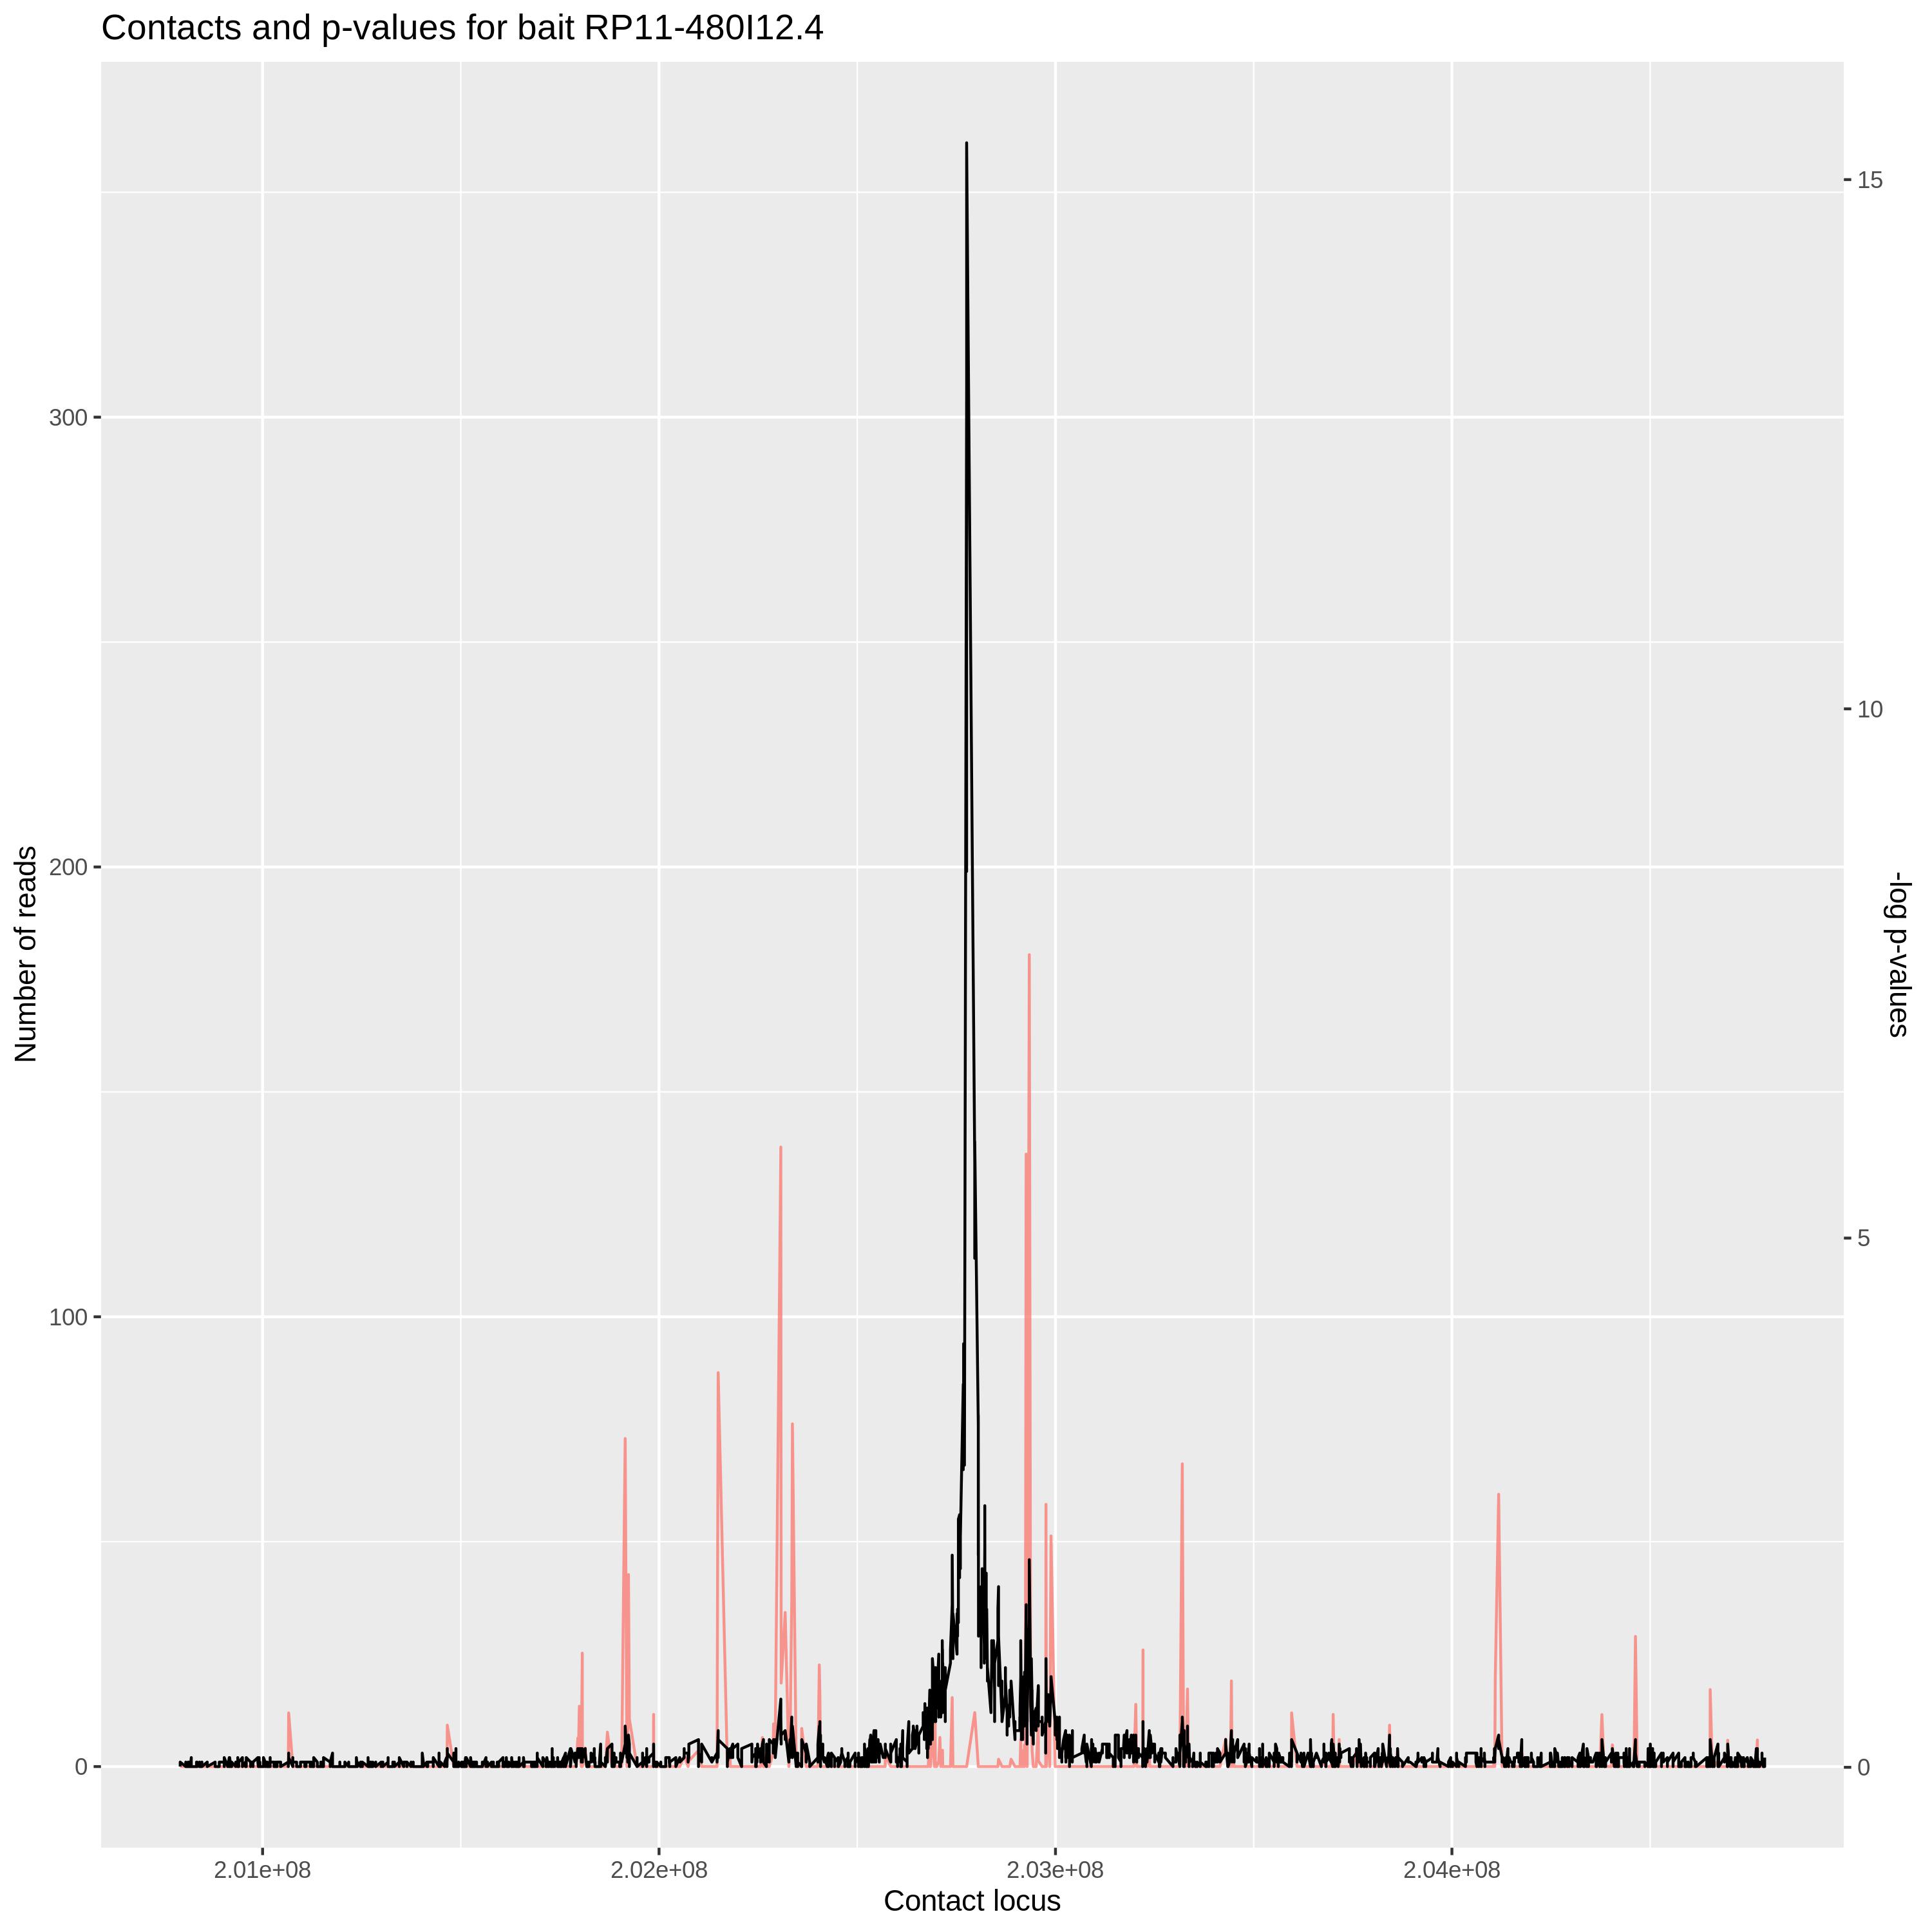 Contacts and p-values for bait RP11-480I12.4
Number of reads
300
200
100
0
15
10
5
0
-log p-values
2.01e+08 2.02e+08 2.03e+08 2.04e+08
Contact locus